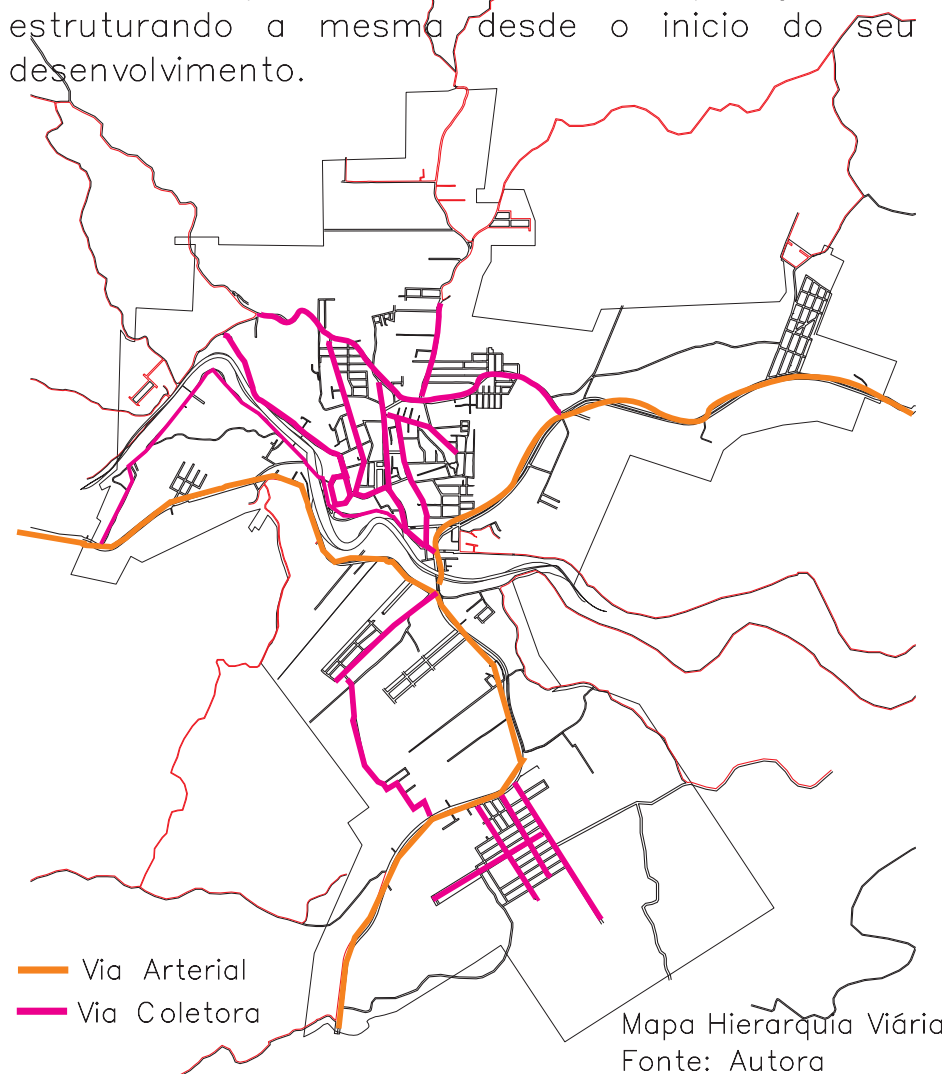 estruturando a mesma desde o inicio do seu
desenvolvimento.
Via Arterial
Via Coletora
Mapa Hierarquia Viária
Fonte: Autora